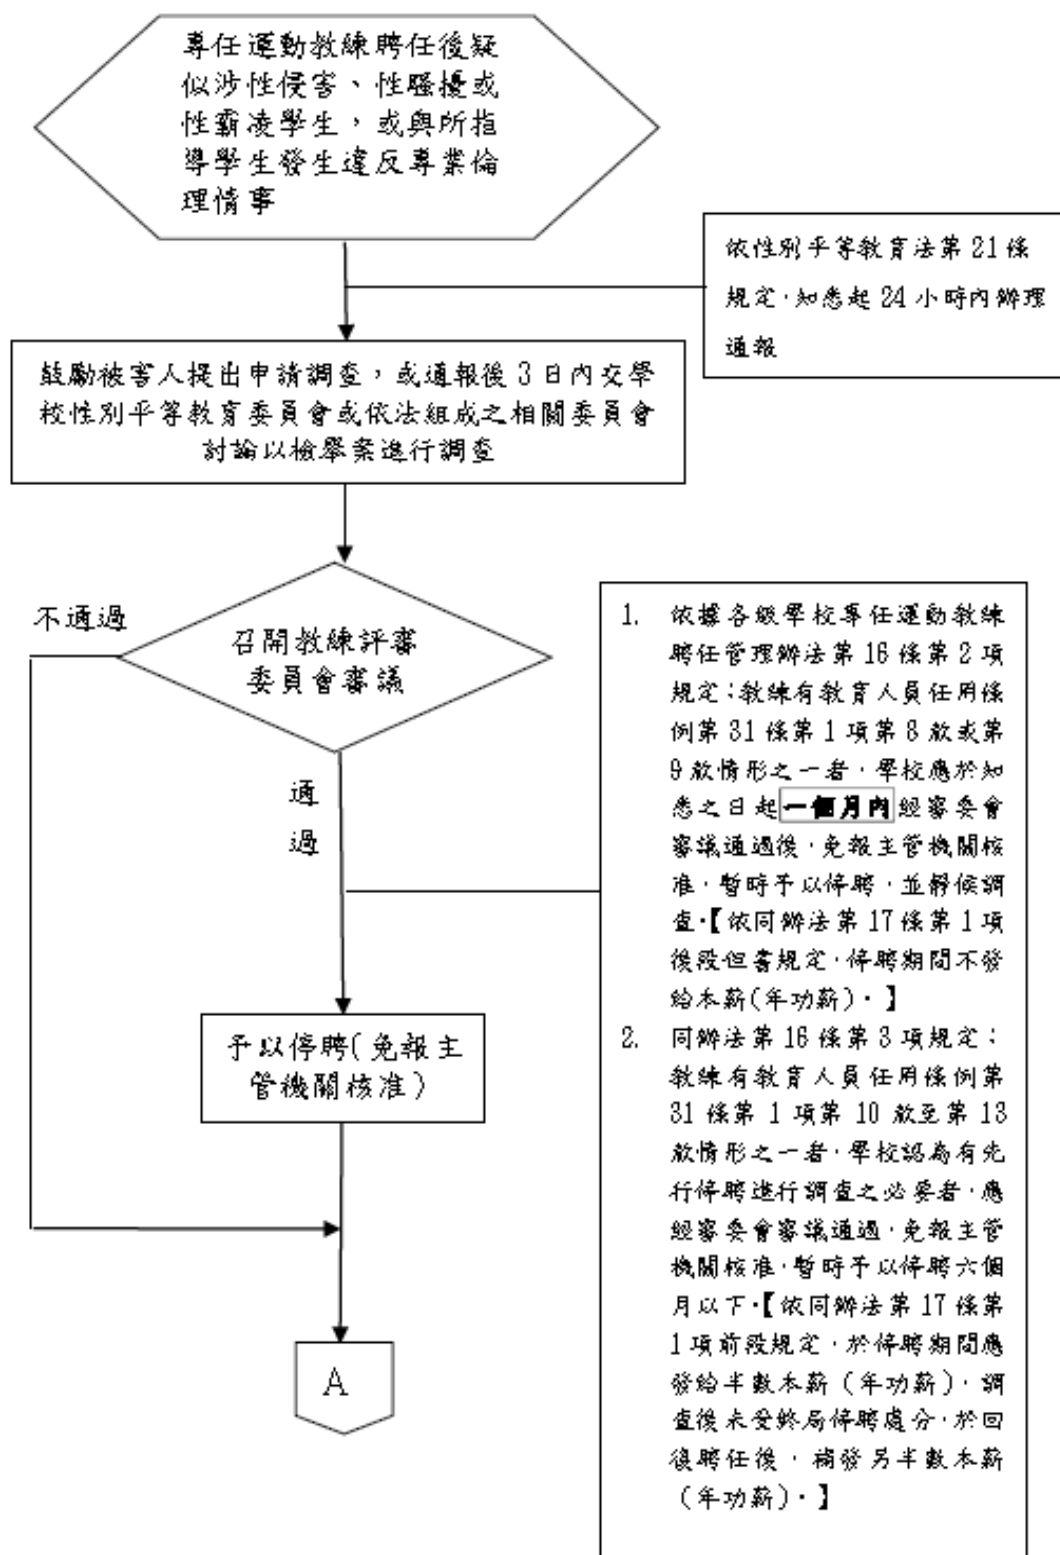 專任運動教練聘任後疑
似涉性侵害、性騷擾或
性霸凌學生，或與所指
導學生發生違反專業倫
理情事
依性別平等教育法第 21 條
規定，知悉起 24 小時內辦理
通報
鼓勵被害人提出申請調查，或通報後 3 日內交學
校性別平等教育委員會或依法組成之相關委員會
討論以檢舉案進行調查
不通過
召開教練評審
委員會審議
通
過
1. 依據各級學校專任運動教練
聘任管理辦法第 16 條第 2 項
規定：教練有教育人員任用條
例第 31 條第 1 項第 8 款或第
9 款情形之一者，學校應於知
悉之日起一個月內經審委會
審議通過後，免報主管機關核
准，暫時予以停聘，並靜候調
查。【依同辦法第 17 條第 1 項
後段但書規定，停聘期間不發
給本薪(年功薪)。】
2. 同辦法第 16 條第 3 項規定：
教練有教育人員任用條例第
31 條第 1 項第 10 款至第 13
款情形之一者，學校認為有先
行停聘進行調查之必要者，應
經審委會審議通過，免報主管
機關核准，暫時予以停聘六個
月以下。【依同辦法第 17 條第
1 項前段規定，於停聘期間應
發給半數本薪（年功薪），調
查後未受終局停聘處分，於回
復聘任後，補發另半數本薪
（年功薪）。】
予以停聘(免報主
管機關核准)
A